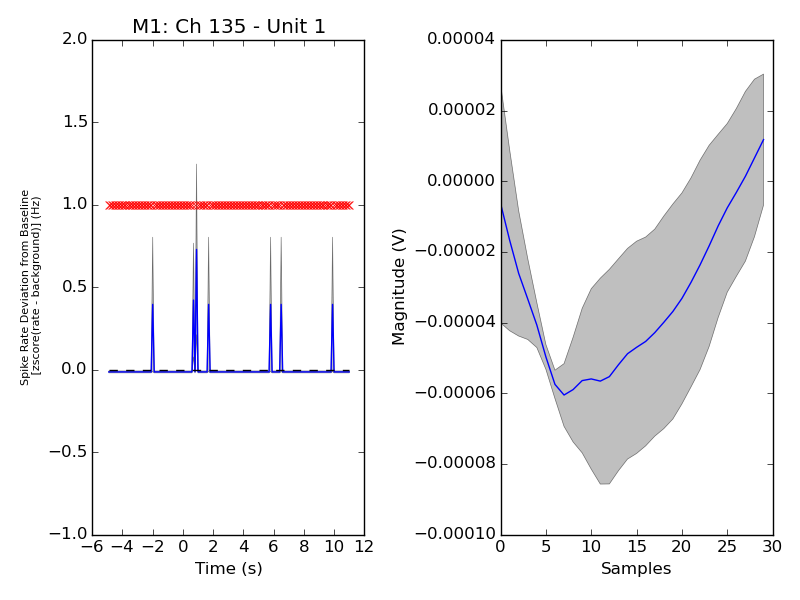 M1: Ch 135 - Unit 1
2.0
1.5
1.0
0.5
0.0
−0.5
−1.0
−6 −4 −2 0 2 4 6 8 10 12
Time (s)
Spike Rate Deviation from Baseline
[zscore(rate - background)] (Hz)
0.00004
0.00002
0.00000
−0.00002
−0.00004
−0.00006
−0.00008
−0.00010
0 5 10 15 20 25 30
Samples
Magnitude (V)